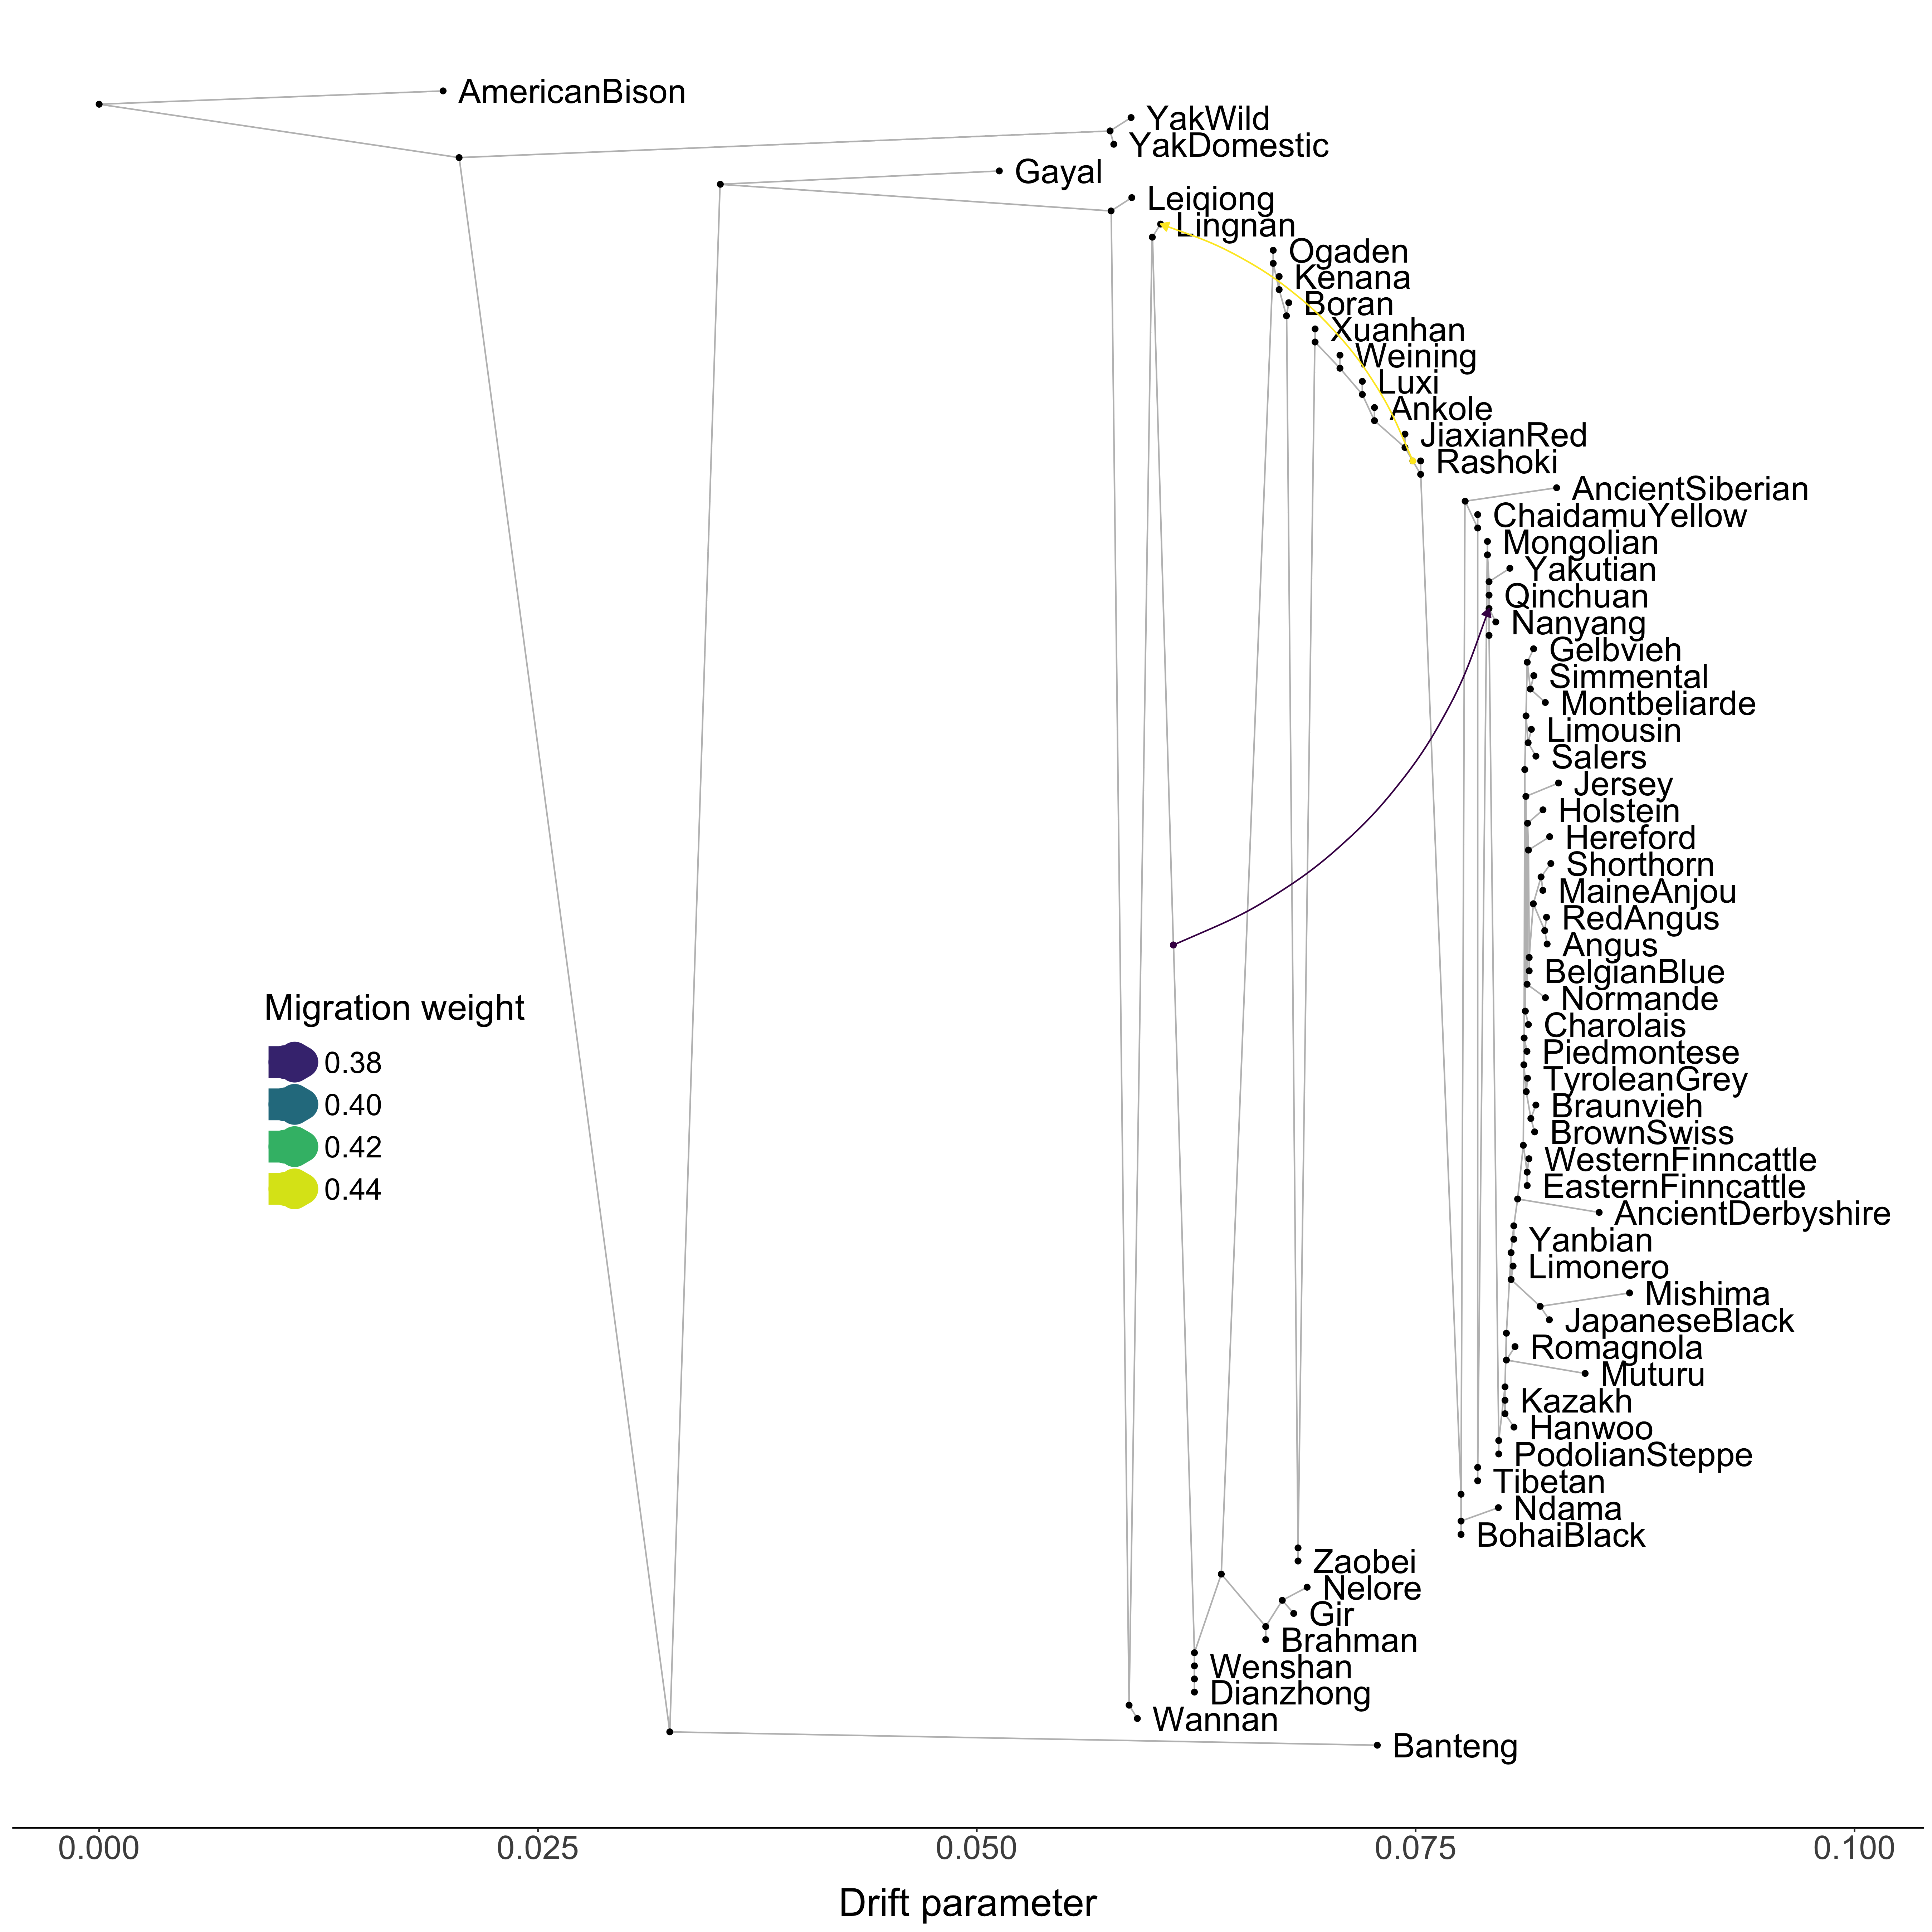 AmericanBison
YakWild
YakDomestic
Gayal
Leiqiong
Lingnan
Ogaden
Kenana
Boran
Xuanhan
Weining
Luxi
Ankole
JiaxianRed
Rashoki
AncientSiberian
ChaidamuYellow
Mongolian
Yakutian
Qinchuan
Nanyang
Gelbvieh
Simmental
Montbeliarde
Limousin
Salers
Jersey
Holstein
Hereford
Shorthorn
MaineAnjou
RedAngus
Angus
BelgianBlue
Normande
Charolais
Piedmontese
TyroleanGrey
Braunvieh
BrownSwiss
WesternFinncattle
EasternFinncattle
AncientDerbyshire
Yanbian
Limonero
Mishima
JapaneseBlack
Romagnola
Muturu
Kazakh
Hanwoo
PodolianSteppe
Tibetan
Ndama
BohaiBlack
Zaobei
Nelore
Gir
Brahman
Wenshan
Dianzhong
Wannan
Banteng
Migration weight
0.38
0.40
0.42
0.44
0.000 0.025 0.050 0.075 0.100
Drift parameter